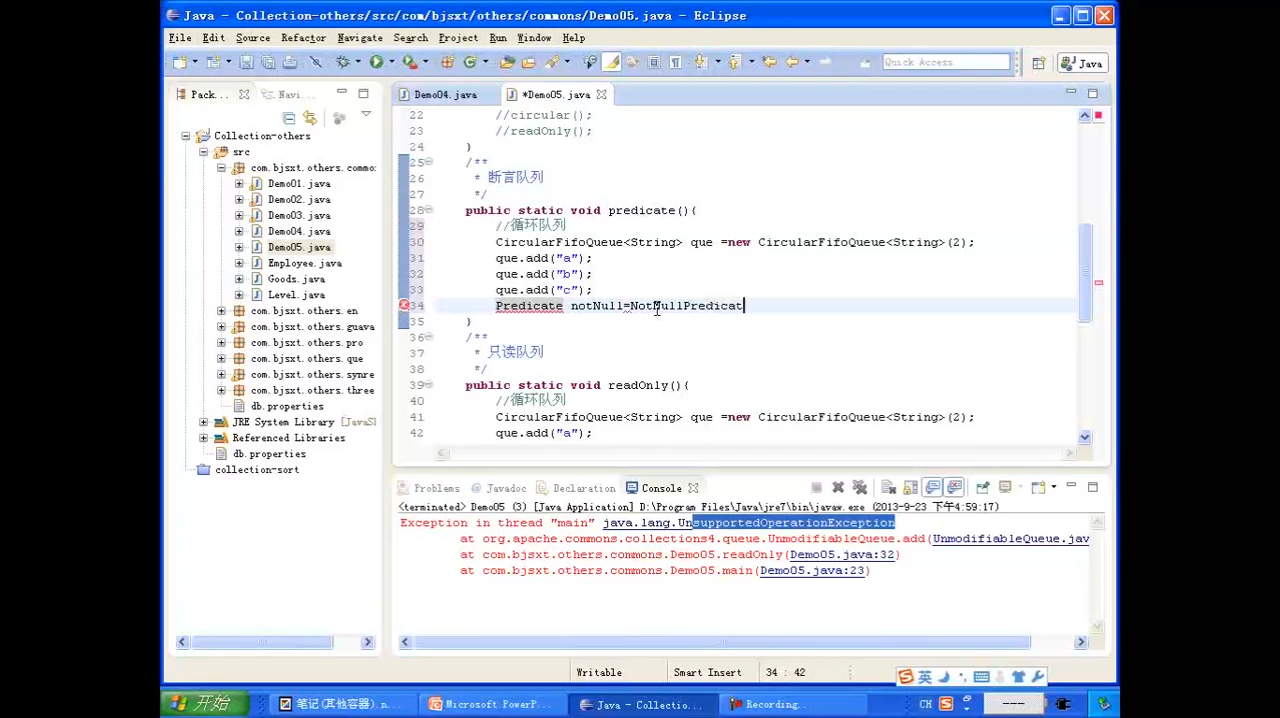 Java - Collection-others/src/com/bjsxt/others/commons/Demo05.java - Eclipse
File Edit Source Refactor Navigate Search Project Run Window Help
Quick Access
Java
Pack...
Navi...
Demo04.java
*Demo05.java
Collection-others
src
com.bjsxt.others.commo
Demo01.java
Demo02.java
Demo03.java
Demo04.java
Demo05.java
Employee.java
Goods.java
Level.java
com.bjsxt.others.en
com.bjsxt.others.guava
com.bjsxt.others.pro
com.bjsxt.others.que
com.bjsxt.others.synre
com.bjsxt.others.three
db.properties
JRE System Library [JavaS
Referenced Libraries
db.properties
collection-sort
22 //circular();
23 //readOnly();
24 }
25 /**
26 * 断言队列
27 */
28 public static void predicate(){
29 //循环队列
30 CircularFifoQueue<String> que =new CircularFifoQueue<String>(2);
31 que.add("a");
32 que.add("b");
33 que.add("c");
34 Predicate notNull=NotNullPredicat
35 }
36 /**
37 * 只读队列
38 */
39 public static void readOnly(){
40 //循环队列
41 CircularFifoQueue<String> que =new CircularFifoQueue<String>(2);
42 que.add("a");
Problems Javadoc Declaration Console
<terminated> Demo05 (3) [Java Application] D:\Program Files\Java\jre7\bin\javaw.exe (2013-9-23 下午4:59:17)
Exception in thread "main" java.lang.UnsupportedOperationException
at org.apache.commons.collections4.queue.UnmodifiableQueue.add(UnmodifiableQueue.jav
at com.bjsxt.others.commons.Demo05.readOnly(Demo05.java:32)
at com.bjsxt.others.commons.Demo05.main(Demo05.java:23)
Writable Smart Insert 34 : 42
英
开始
笔记(其他容器).n...
Microsoft PowerP...
Java - Collectio...
Recording...
CH